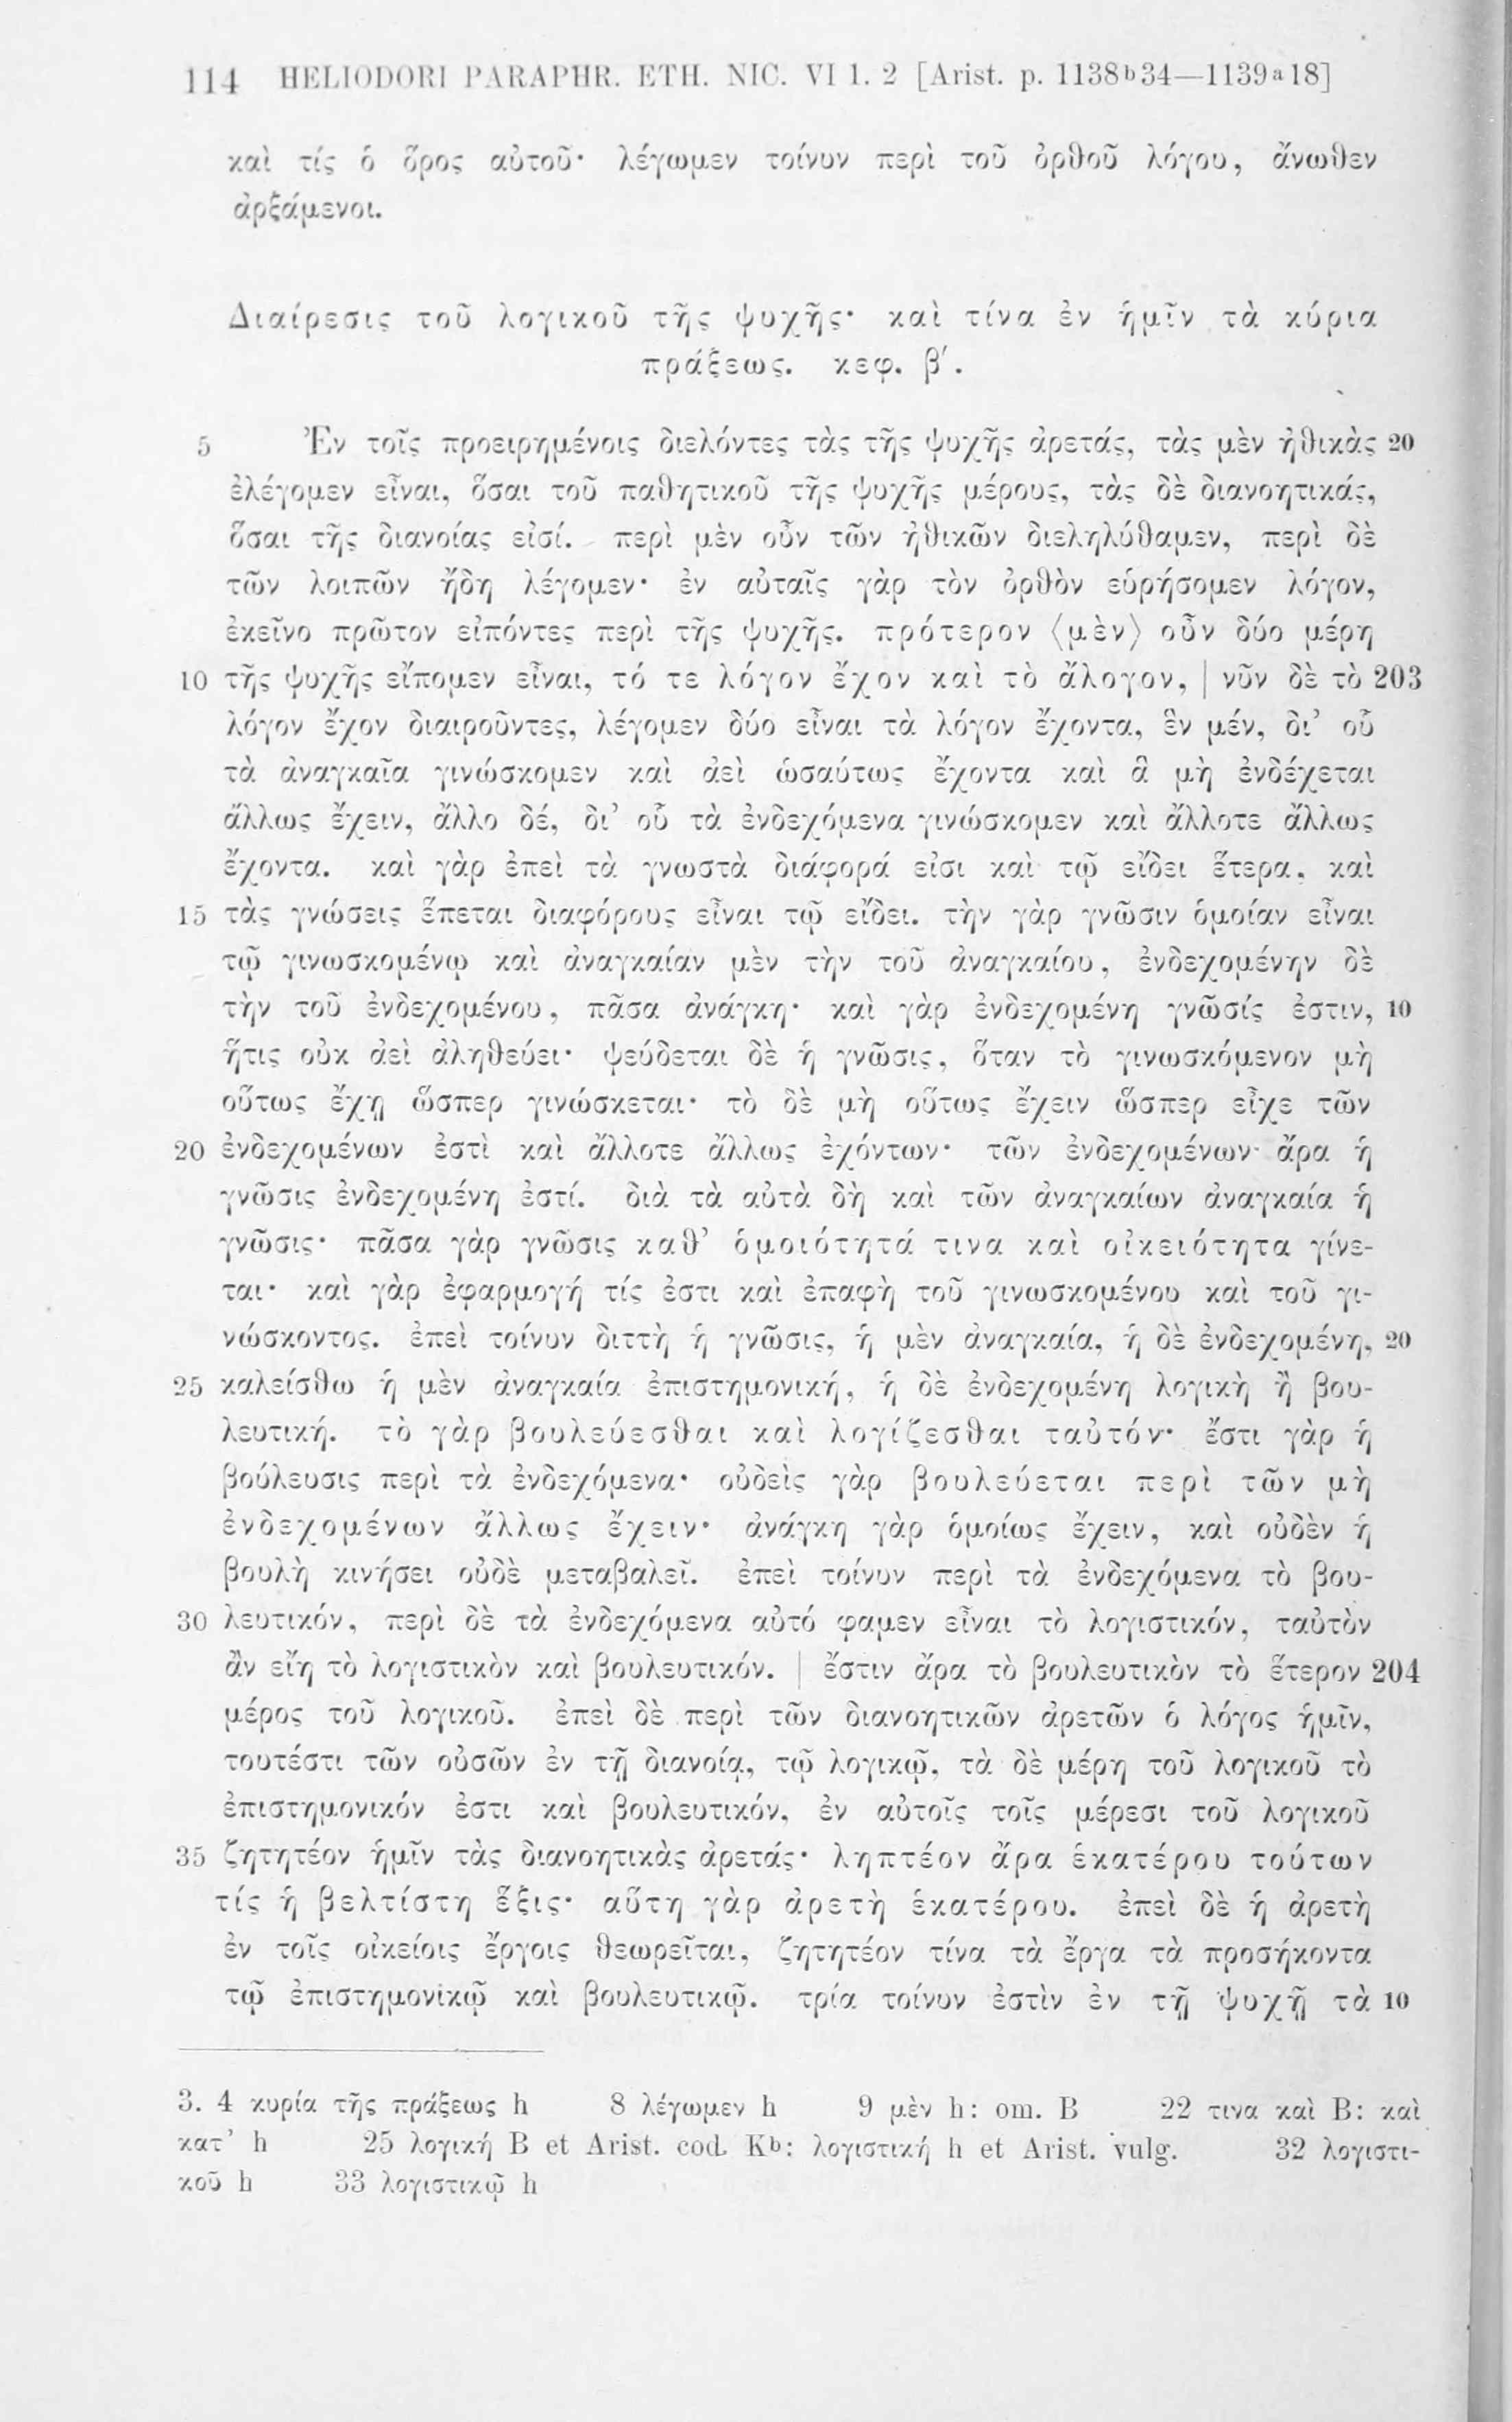 114 HELIODORI PARAPHR. ETH. NIC. VI 1. 2 [Arist. p. 1138ᵇ34—1139ᵃ18]
καὶ τίς ὁ ὅρος αὐτοῦ· λέγωμεν τοίνυν περὶ τοῦ ὀρθοῦ λόγου, ἄνωθεν
ἀρξάμενοι.
Διαίρεσις τοῦ λογικοῦ τῆς ψυχῆς· καὶ τίνα ἐν ἡμῖν τὰ κύρια
πράξεως. κεφ. β΄.
5 Ἐν τοῖς προειρημένοις διελόντες τὰς τῆς ψυχῆς ἀρετάς, τὰς μὲν ἠθικὰς 20
ἐλέγομεν εἶναι, ὅσαι τοῦ παθητικοῦ τῆς ψυχῆς μέρους, τὰς δὲ διανοητικάς,
ὅσαι τῆς διανοίας εἰσί. περὶ μὲν οὖν τῶν ἠθικῶν διεληλύθαμεν, περὶ δὲ
τῶν λοιπῶν ἤδη λέγομεν· ἐν αὐταῖς γὰρ τὸν ὀρθὸν εὑρήσομεν λόγον,
ἐκεῖνο πρῶτον εἰπόντες περὶ τῆς ψυχῆς. πρότερον ⟨μὲν⟩ οὖν δύο μέρη
10 τῆς ψυχῆς εἴπομεν εἶναι, τό τε λόγον ἔχον καὶ τὸ ἄλογον, | νῦν δὲ τὸ 203
λόγον ἔχον διαιροῦντες, λέγομεν δύο εἶναι τὰ λόγον ἔχοντα, ἓν μέν, δι’ οὗ
τὰ ἀναγκαῖα γινώσκομεν καὶ ἀεὶ ὡσαύτως ἔχοντα καὶ ἃ μὴ ἐνδέχεται
ἄλλως ἔχειν, ἄλλο δέ, δι’ οὗ τὰ ἐνδεχόμενα γινώσκομεν καὶ ἄλλοτε ἄλλως
ἔχοντα. καὶ γὰρ ἐπεὶ τὰ γνωστὰ διάφορά εἰσι καὶ τῷ εἴδει ἕτερα, καὶ
15 τὰς γνώσεις ἕπεται διαφόρους εἶναι τῷ εἴδει. τὴν γὰρ γνῶσιν ὁμοίαν εἶναι
τῷ γινωσκομένῳ καὶ ἀναγκαίαν μὲν τὴν τοῦ ἀναγκαίου, ἐνδεχομένην δὲ
τὴν τοῦ ἐνδεχομένου, πᾶσα ἀνάγκη· καὶ γὰρ ἐνδεχομένη γνῶσίς ἐστιν, 10
ἥτις οὐκ ἀεὶ ἀληθεύει· ψεύδεται δὲ ἡ γνῶσις, ὅταν τὸ γινωσκόμενον μὴ
οὕτως ἔχῃ ὥσπερ γινώσκεται· τὸ δὲ μὴ οὕτως ἔχειν ὥσπερ εἶχε τῶν
20 ἐνδεχομένων ἐστὶ καὶ ἄλλοτε ἄλλως ἐχόντων· τῶν ἐνδεχομένων ἄρα ἡ
γνῶσις ἐνδεχομένη ἐστί. διὰ τὰ αὐτὰ δὴ καὶ τῶν ἀναγκαίων ἀναγκαία ἡ
γνῶσις· πᾶσα γὰρ γνῶσις καθ’ ὁμοιότητά τινα καὶ οἰκειότητα γίνε-
ται· καὶ γὰρ ἐφαρμογή τίς ἐστι καὶ ἐπαφὴ τοῦ γινωσκομένου καὶ τοῦ γι-
νώσκοντος. ἐπεὶ τοίνυν διττὴ ἡ γνῶσις, ἡ μὲν ἀναγκαία, ἡ δὲ ἐνδεχομένη, 20
25 καλείσθω ἡ μὲν ἀναγκαία ἐπιστημονική, ἡ δὲ ἐνδεχομένη λογικὴ ἢ βου-
λευτική. τὸ γὰρ βουλεύεσθαι καὶ λογίζεσθαι ταὐτόν· ἔστι γὰρ ἡ
βούλευσις περὶ τὰ ἐνδεχόμενα· οὐδεὶς γὰρ βουλεύεται περὶ τῶν μὴ
ἐνδεχομένων ἄλλως ἔχειν· ἀνάγκη γὰρ ὁμοίως ἔχειν, καὶ οὐδὲν ἡ
βουλὴ κινήσει οὐδὲ μεταβαλεῖ. ἐπεὶ τοίνυν περὶ τὰ ἐνδεχόμενα τὸ βου-
30 λευτικόν, περὶ δὲ τὰ ἐνδεχόμενα αὐτό φαμεν εἶναι τὸ λογιστικόν, ταὐτὸν
ἂν εἴη τὸ λογιστικὸν καὶ βουλευτικόν. | ἔστιν ἄρα τὸ βουλευτικὸν τὸ ἕτερον 204
μέρος τοῦ λογικοῦ. ἐπεὶ δὲ περὶ τῶν διανοητικῶν ἀρετῶν ὁ λόγος ἡμῖν,
τουτέστι τῶν οὐσῶν ἐν τῇ διανοίᾳ, τῷ λογικῷ, τὰ δὲ μέρη τοῦ λογικοῦ τὸ
ἐπιστημονικόν ἐστι καὶ βουλευτικόν, ἐν αὐτοῖς τοῖς μέρεσι τοῦ λογικοῦ
35 ζητητέον ἡμῖν τὰς διανοητικὰς ἀρετάς· ληπτέον ἄρα ἑκατέρου τούτων
τίς ἡ βελτίστη ἕξις· αὕτη γὰρ ἀρετὴ ἑκατέρου. ἐπεὶ δὲ ἡ ἀρετὴ
ἐν τοῖς οἰκείοις ἔργοις θεωρεῖται, ζητητέον τίνα τὰ ἔργα τὰ προσήκοντα
τῷ ἐπιστημονικῷ καὶ βουλευτικῷ. τρία τοίνυν ἐστὶν ἐν τῇ ψυχῇ τὰ 10
3. 4 κυρία τῆς πράξεως h 8 λέγωμεν h 9 μὲν h: om. B 22 τινα καὶ B: καὶ
κατ’ h 25 λογική B et Arist. cod. Kᵇ: λογιστική h et Arist. vulg. 32 λογιστι-
κοῦ h 33 λογιστικῷ h